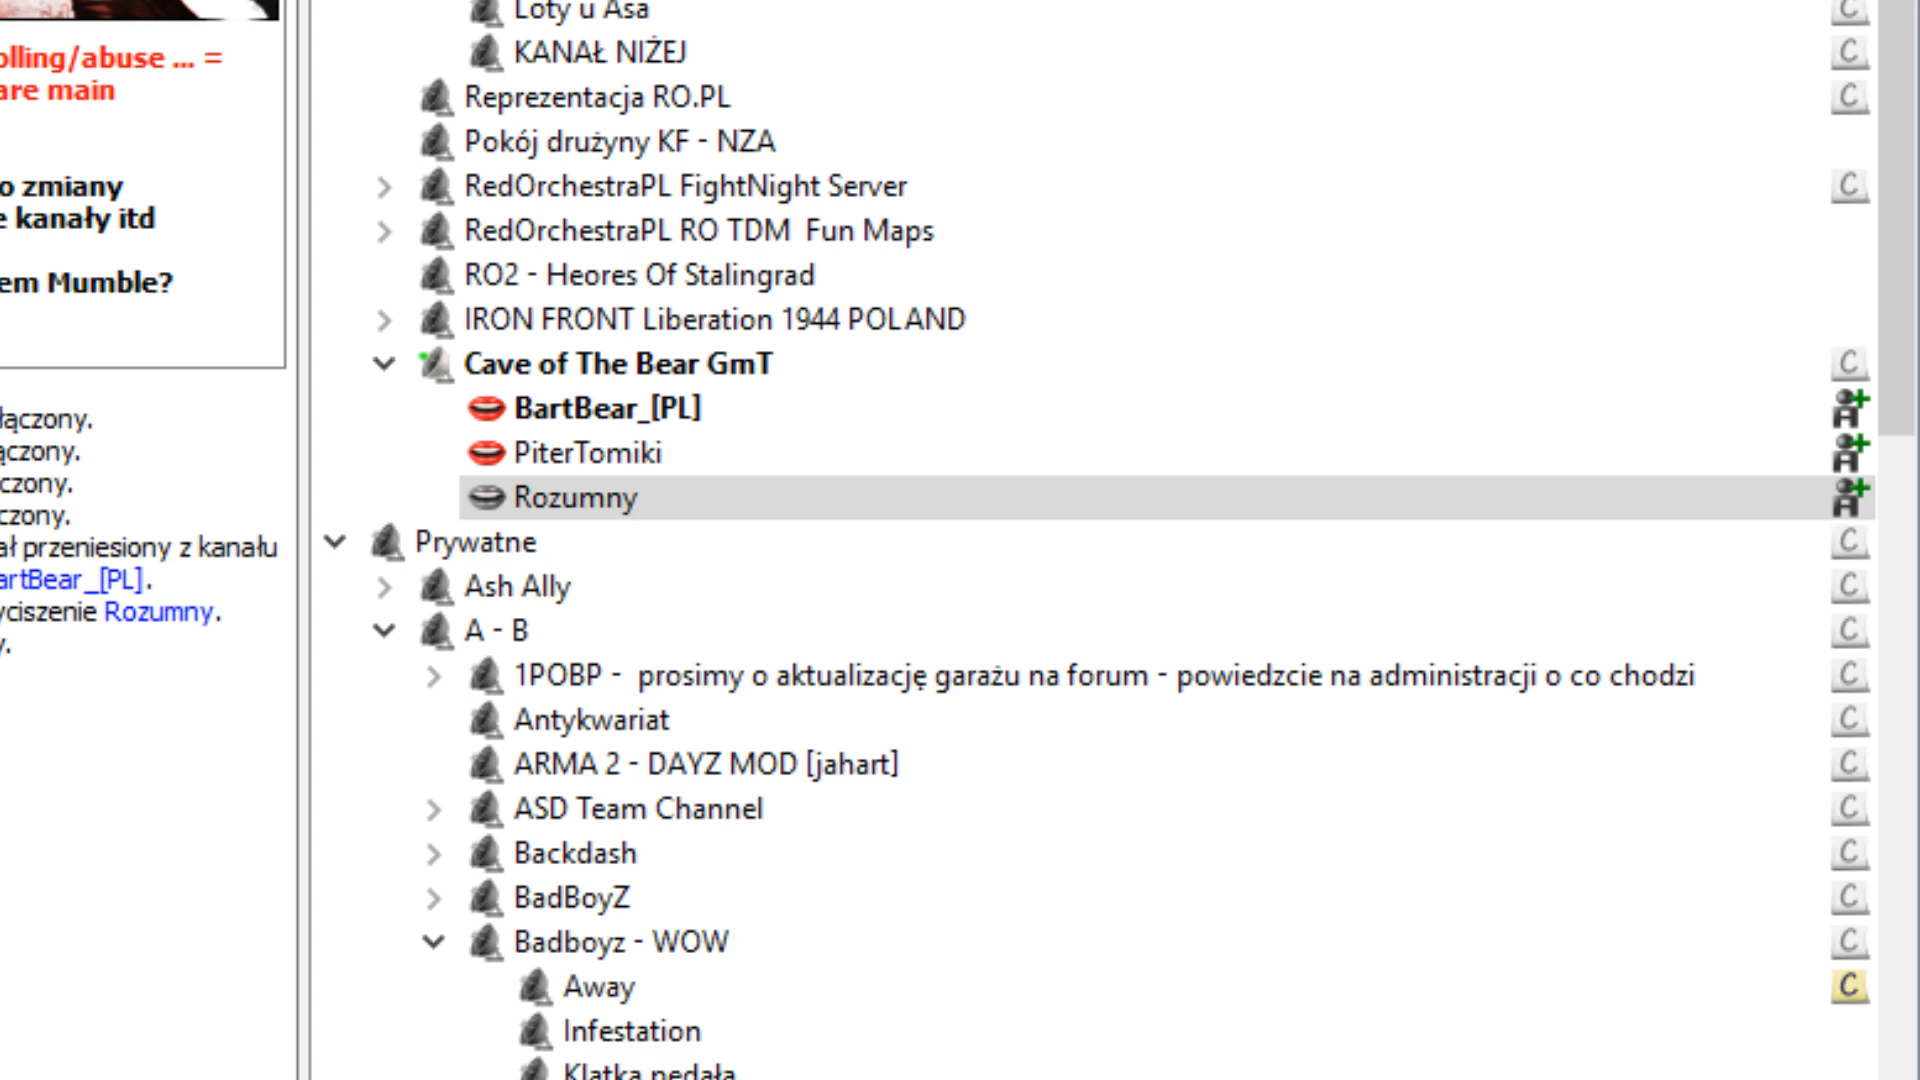 olling/abuse ... =
are main
o zmiany
e kanały itd
em Mumble?
łączony.
ączony.
czony.
czony.
ał przeniesiony z kanału
artBear_[PL].
yciszenie Rozumny.
y.
Loty u Asa
KANAŁ NIŻEJ
Reprezentacja RO.PL
Pokój drużyny KF - NZA
RedOrchestraPL FightNight Server
RedOrchestraPL RO TDM  Fun Maps
RO2 - Heores Of Stalingrad
IRON FRONT Liberation 1944 POLAND
Cave of The Bear GmT
BartBear_[PL]
PiterTomiki
Rozumny
Prywatne
Ash Ally
A - B
1POBP -  prosimy o aktualizację garażu na forum - powiedzcie na administracji o co chodzi
Antykwariat
ARMA 2 - DAYZ MOD [jahart]
ASD Team Channel
Backdash
BadBoyZ
Badboyz - WOW
Away
Infestation
Klatka pedała